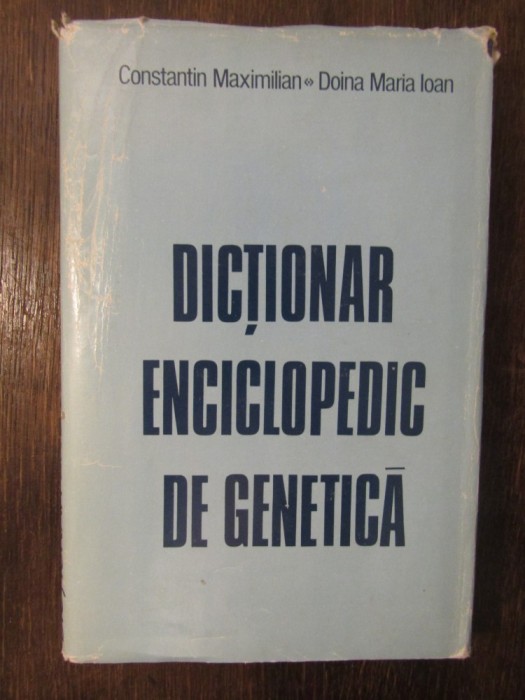 Constantin Maximilian «» Doina Maria Ioan
DICȚIONAR
ENCICLOPEDIC
DE GENETICĂ